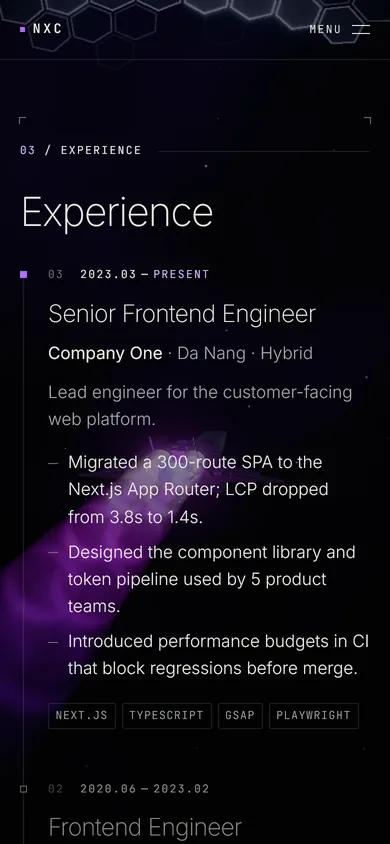 NXC
MENU
03 / EXPERIENCE
Experience
03 2023.03 — PRESENT
Senior Frontend Engineer
Company One · Da Nang · Hybrid
Lead engineer for the customer-facing
web platform.
— Migrated a 300-route SPA to the
Next.js App Router; LCP dropped
from 3.8s to 1.4s.
— Designed the component library and
token pipeline used by 5 product
teams.
— Introduced performance budgets in CI
that block regressions before merge.
NEXT.JS TYPESCRIPT GSAP PLAYWRIGHT
02 2020.06 — 2023.02
Frontend Engineer